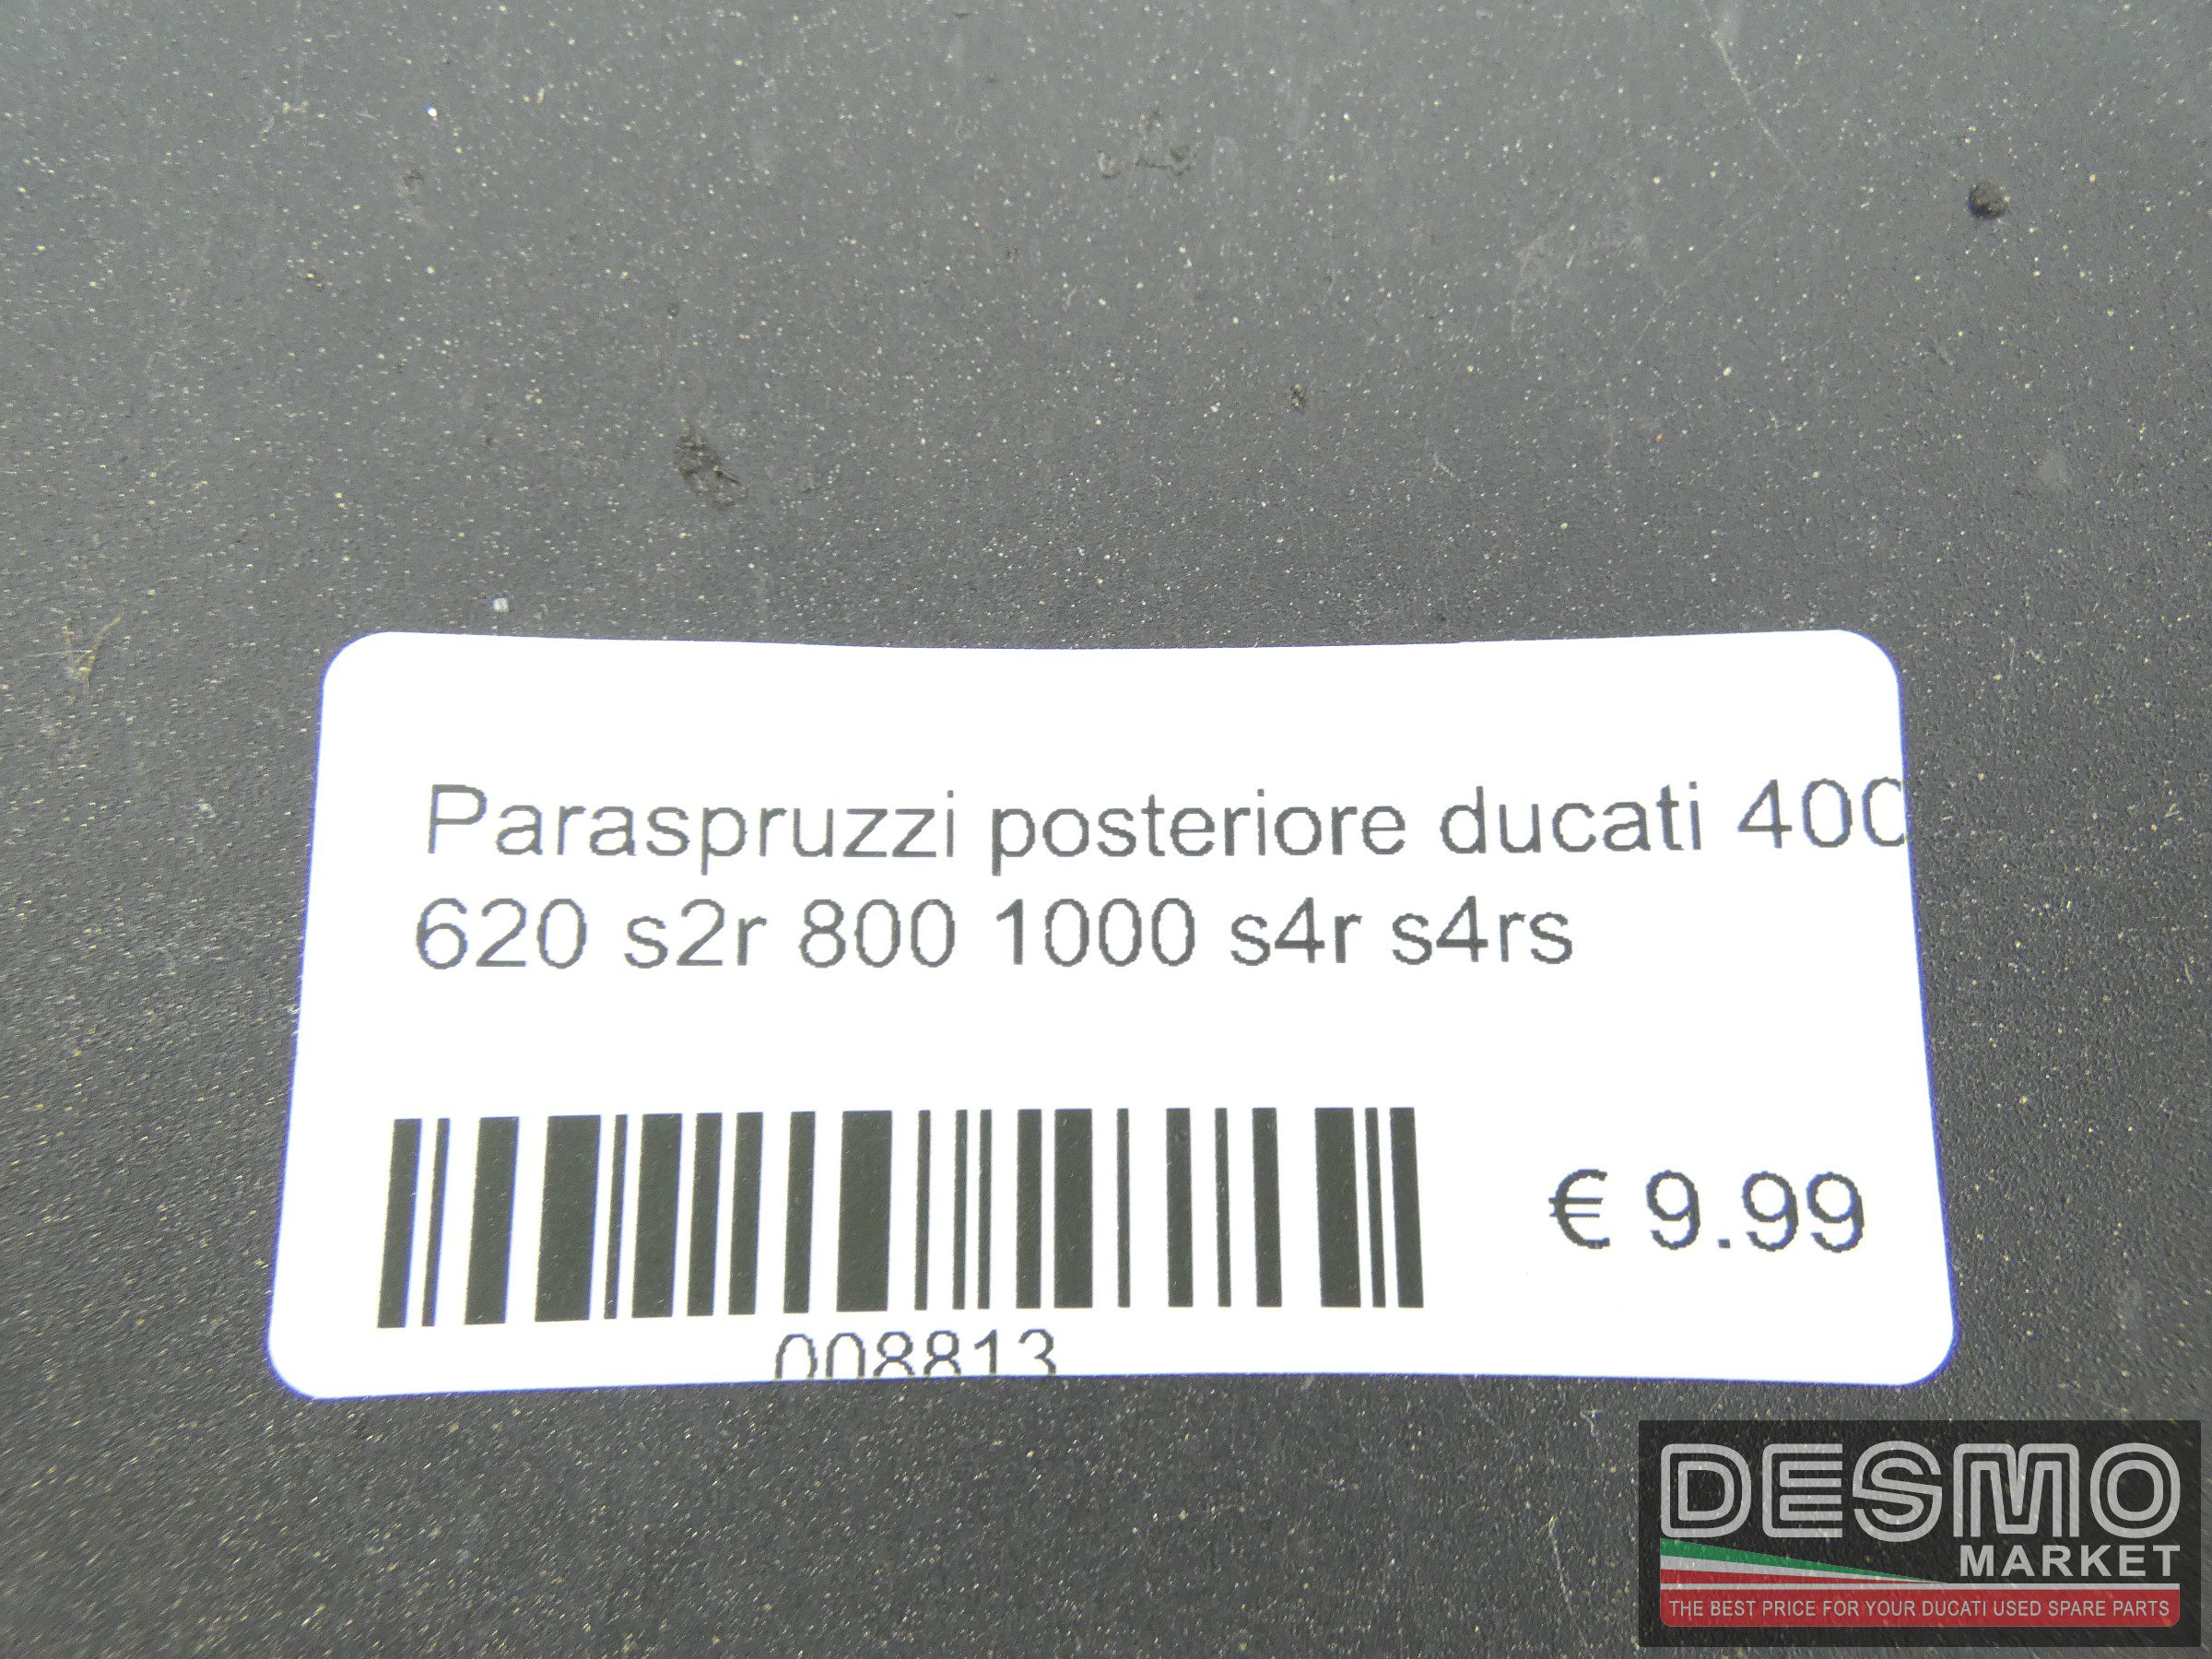 Paraspruzzi posteriore ducati 400
620 s2r 800 1000 s4r s4rs
€ 9.99
008813
DESMO
MARKET
THE BEST PRICE FOR YOUR DUCATI USED SPARE PARTS